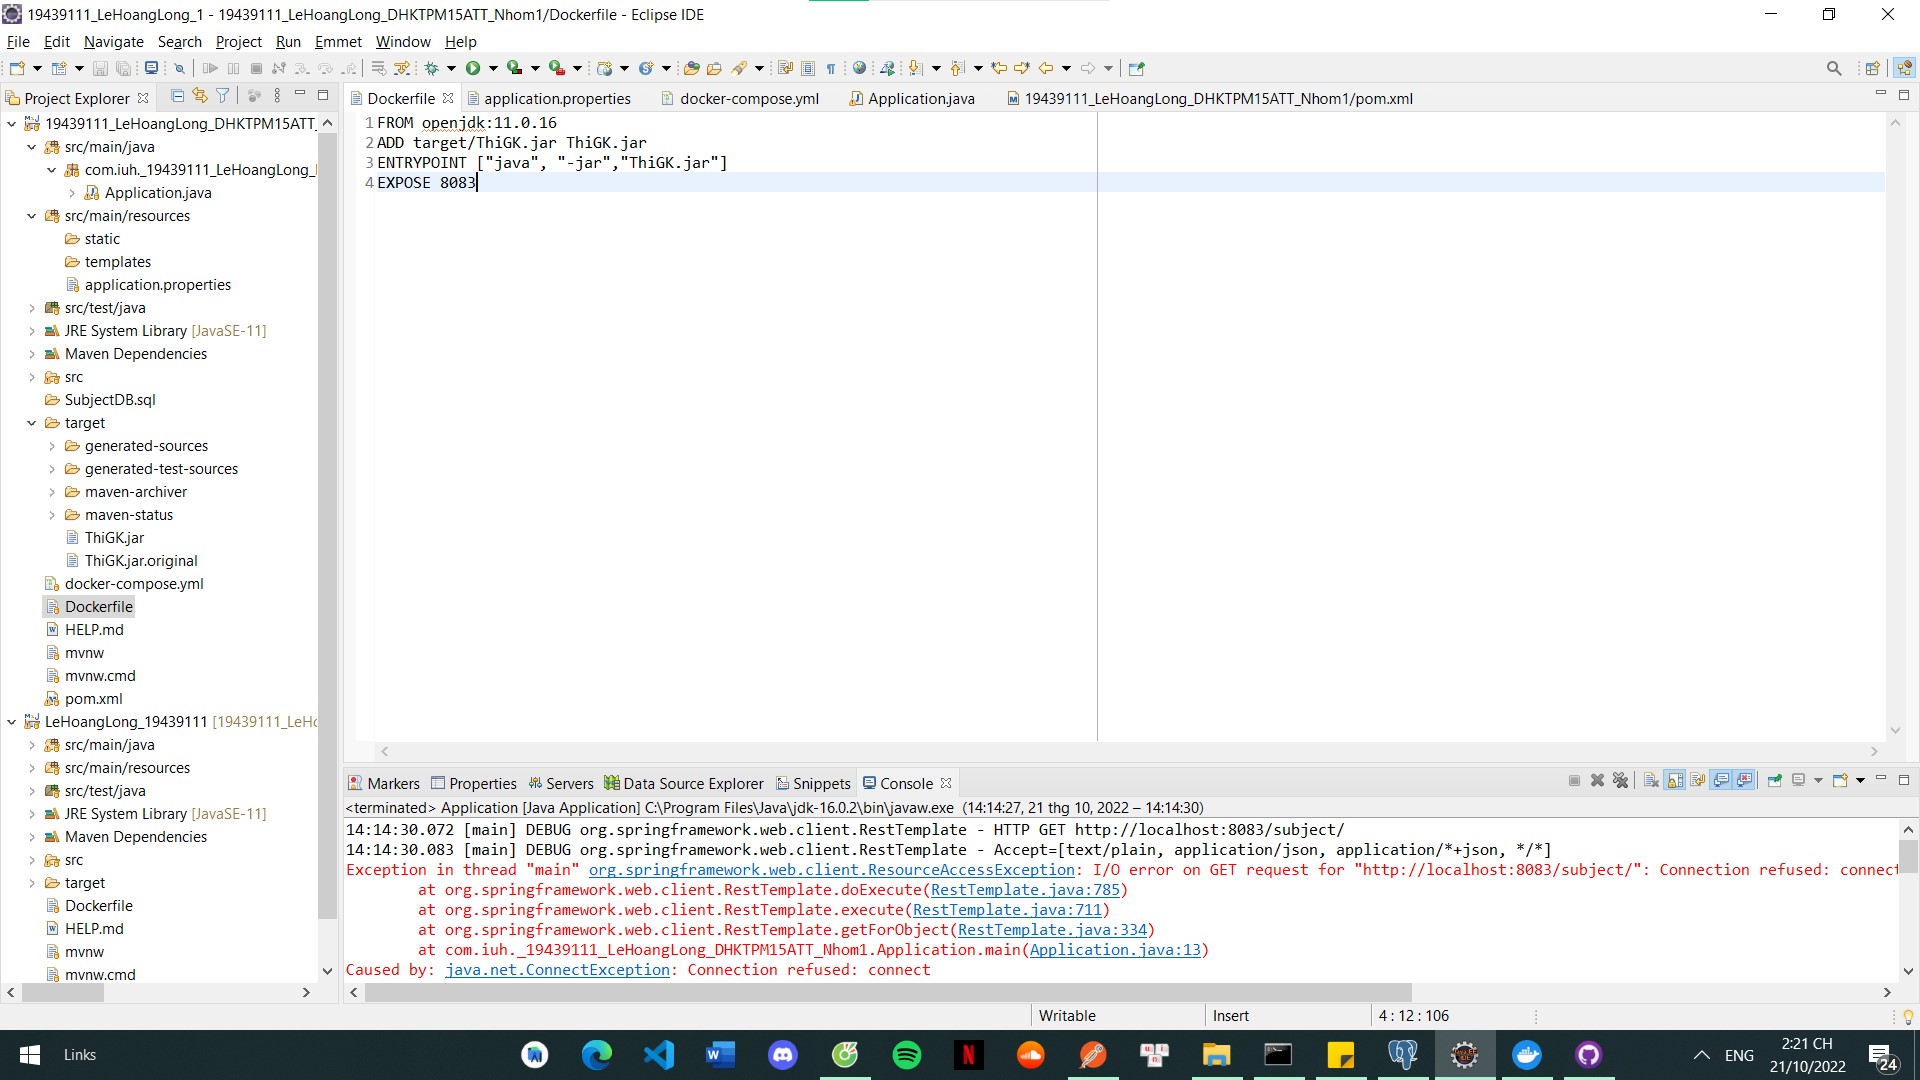 19439111_LeHoangLong_1 - 19439111_LeHoangLong_DHKTPM15ATT_Nhom1/Dockerfile - Eclipse IDE
File Edit Navigate Search Project Run Emmet Window Help
Project Explorer
19439111_LeHoangLong_DHKTPM15ATT_
src/main/java
com.iuh._19439111_LeHoangLong_
Application.java
src/main/resources
static
templates
application.properties
src/test/java
JRE System Library [JavaSE-11]
Maven Dependencies
src
SubjectDB.sql
target
generated-sources
generated-test-sources
maven-archiver
maven-status
ThiGK.jar
ThiGK.jar.original
docker-compose.yml
Dockerfile
HELP.md
mvnw
mvnw.cmd
pom.xml
LeHoangLong_19439111 [19439111_LeHo
src/main/java
src/main/resources
src/test/java
JRE System Library [JavaSE-11]
Maven Dependencies
src
target
Dockerfile
HELP.md
mvnw
mvnw.cmd
Dockerfile application.properties docker-compose.yml Application.java 19439111_LeHoangLong_DHKTPM15ATT_Nhom1/pom.xml
1 FROM openjdk:11.0.16
2 ADD target/ThiGK.jar ThiGK.jar
3 ENTRYPOINT ["java", "-jar","ThiGK.jar"]
4 EXPOSE 8083
Markers Properties Servers Data Source Explorer Snippets Console
<terminated> Application [Java Application] C:\Program Files\Java\jdk-16.0.2\bin\javaw.exe (14:14:27, 21 thg 10, 2022 – 14:14:30)
14:14:30.072 [main] DEBUG org.springframework.web.client.RestTemplate - HTTP GET http://localhost:8083/subject/
14:14:30.083 [main] DEBUG org.springframework.web.client.RestTemplate - Accept=[text/plain, application/json, application/*+json, */*]
Exception in thread "main" org.springframework.web.client.ResourceAccessException: I/O error on GET request for "http://localhost:8083/subject/": Connection refused: connect
at org.springframework.web.client.RestTemplate.doExecute(RestTemplate.java:785)
at org.springframework.web.client.RestTemplate.execute(RestTemplate.java:711)
at org.springframework.web.client.RestTemplate.getForObject(RestTemplate.java:334)
at com.iuh._19439111_LeHoangLong_DHKTPM15ATT_Nhom1.Application.main(Application.java:13)
Caused by: java.net.ConnectException: Connection refused: connect
Writable Insert 4 : 12 : 106
Links
ENG
2:21 CH
21/10/2022
24